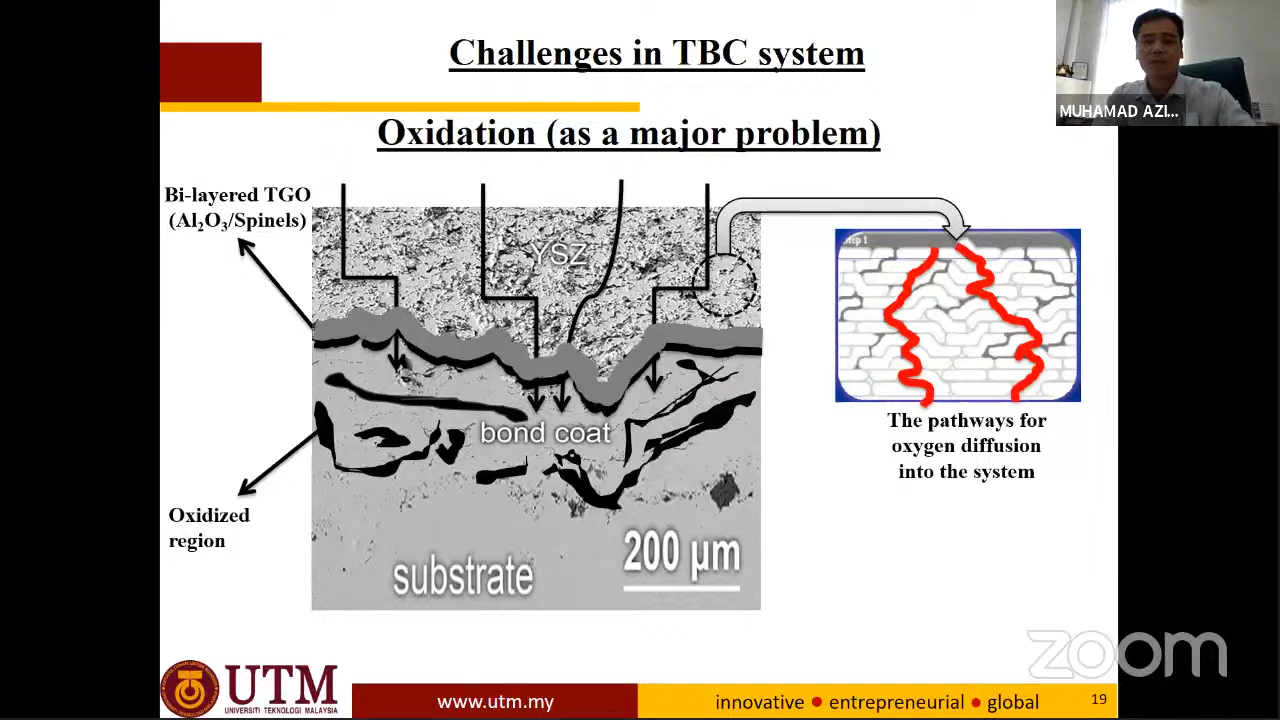 Challenges in TBC system
MUHAMAD AZI...
Oxidation (as a major problem)
Bi-layered TGO
(Al₂O₃/Spinels)
YSZ
Step 1
bond coat
The pathways for
oxygen diffusion
into the system
Oxidized
region
substrate
200 µm
zoom
UTM
UNIVERSITI TEKNOLOGI MALAYSIA
www.utm.my
innovative ● entrepreneurial ● global
19